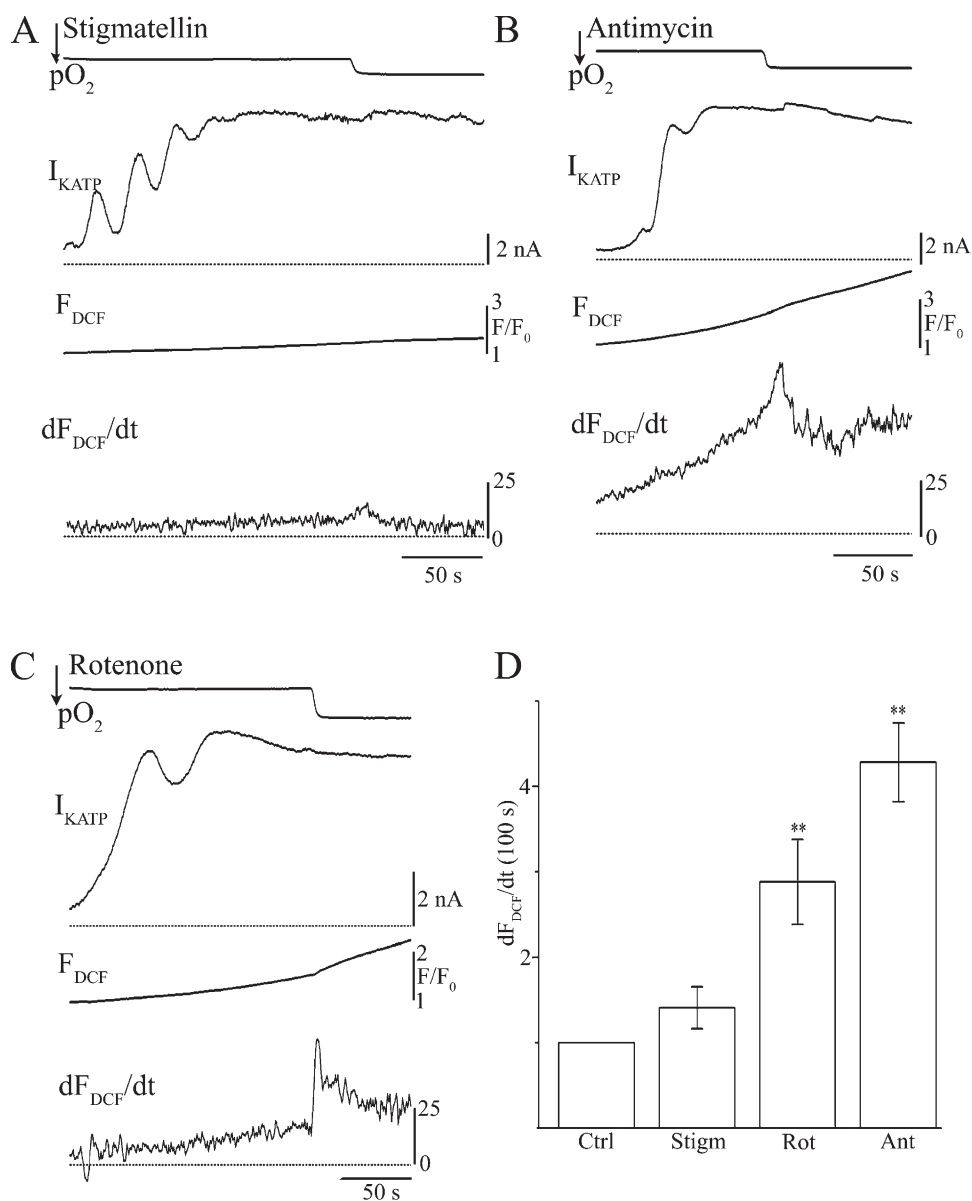 A
Stigmatellin
pO2
IKATP
2 nA
FDCF
3
F/F0
1
dFDCF/dt
25
0
50 s
B
Antimycin
pO2
IKATP
2 nA
FDCF
3
F/F0
1
dFDCF/dt
25
0
50 s
C
Rotenone
pO2
IKATP
2 nA
FDCF
2
F/F0
1
dFDCF/dt
25
0
50 s
D
dFDCF/dt (100 s)
4
2
**
**
Ctrl Stigm Rot Ant